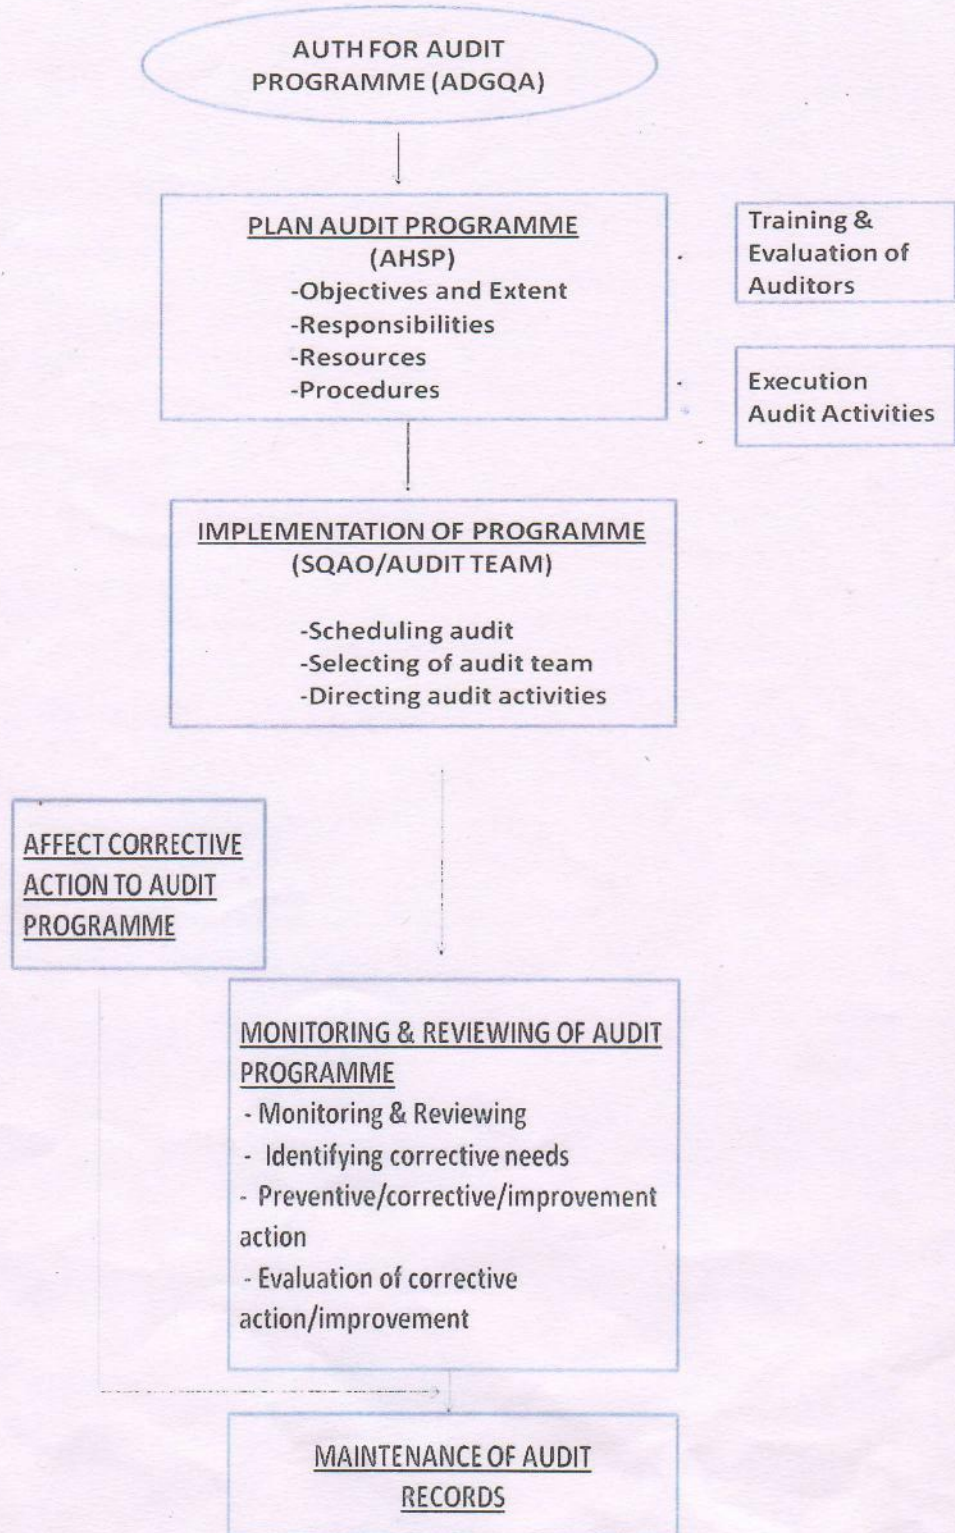 AUTH FOR AUDIT
PROGRAMME (ADGQA)
PLAN AUDIT PROGRAMME
(AHSP)
-Objectives and Extent
-Responsibilities
-Resources
-Procedures
Training &
Evaluation of
Auditors
Execution
Audit Activities
IMPLEMENTATION OF PROGRAMME
(SQAO/AUDIT TEAM)
-Scheduling audit
-Selecting of audit team
-Directing audit activities
AFFECT CORRECTIVE
ACTION TO AUDIT
PROGRAMME
MONITORING & REVIEWING OF AUDIT
PROGRAMME
- Monitoring & Reviewing
- Identifying corrective needs
- Preventive/corrective/improvement
action
- Evaluation of corrective
action/improvement
MAINTENANCE OF AUDIT
RECORDS